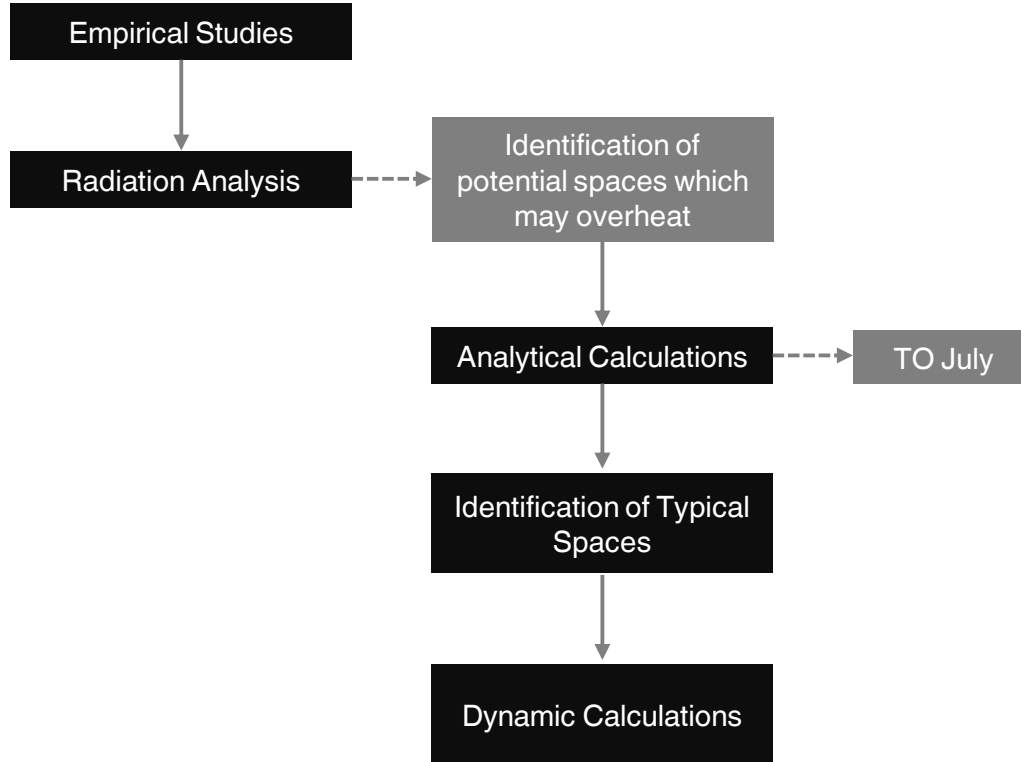 Empirical Studies
Radiation Analysis
Identification of
potential spaces which
may overheat
Analytical Calculations
TO July
Identification of Typical
Spaces
Dynamic Calculations